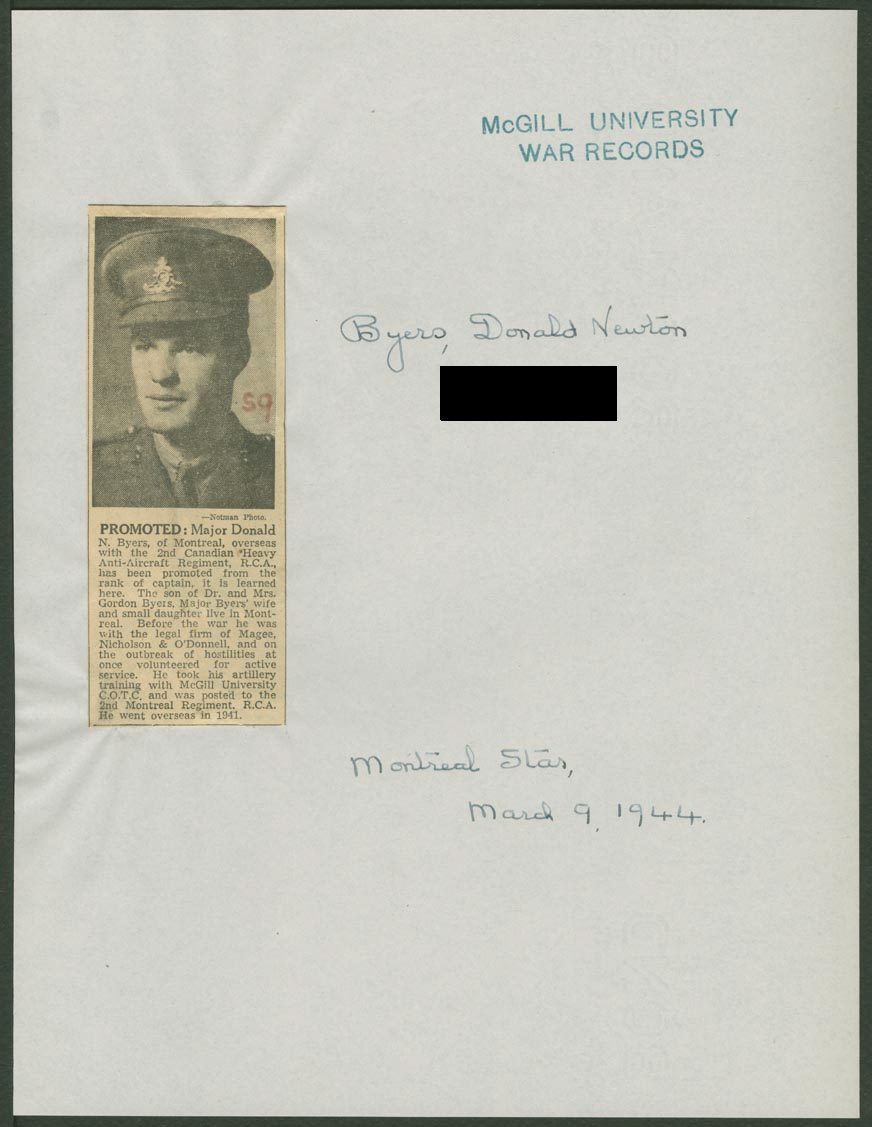 McGILL UNIVERSITY
WAR RECORDS
Byers, Donald Newton
S9
—Notman Photo.
PROMOTED: Major Donald
N. Byers, of Montreal, overseas
with the 2nd Canadian Heavy
Anti-Aircraft Regiment, R.C.A.,
has been promoted from the
rank of captain, it is learned
here. The son of Dr. and Mrs.
Gordon Byers, Major Byers' wife
and small daughter live in Mont-
real. Before the war he was
with the legal firm of Magee,
Nicholson & O'Donnell, and on
the outbreak of hostilities at
once volunteered for active
service. He took his artillery
training with McGill University
C.O.T.C. and was posted to the
2nd Montreal Regiment, R.C.A.
He went overseas in 1941.
Montreal Star,
March 9, 1944.